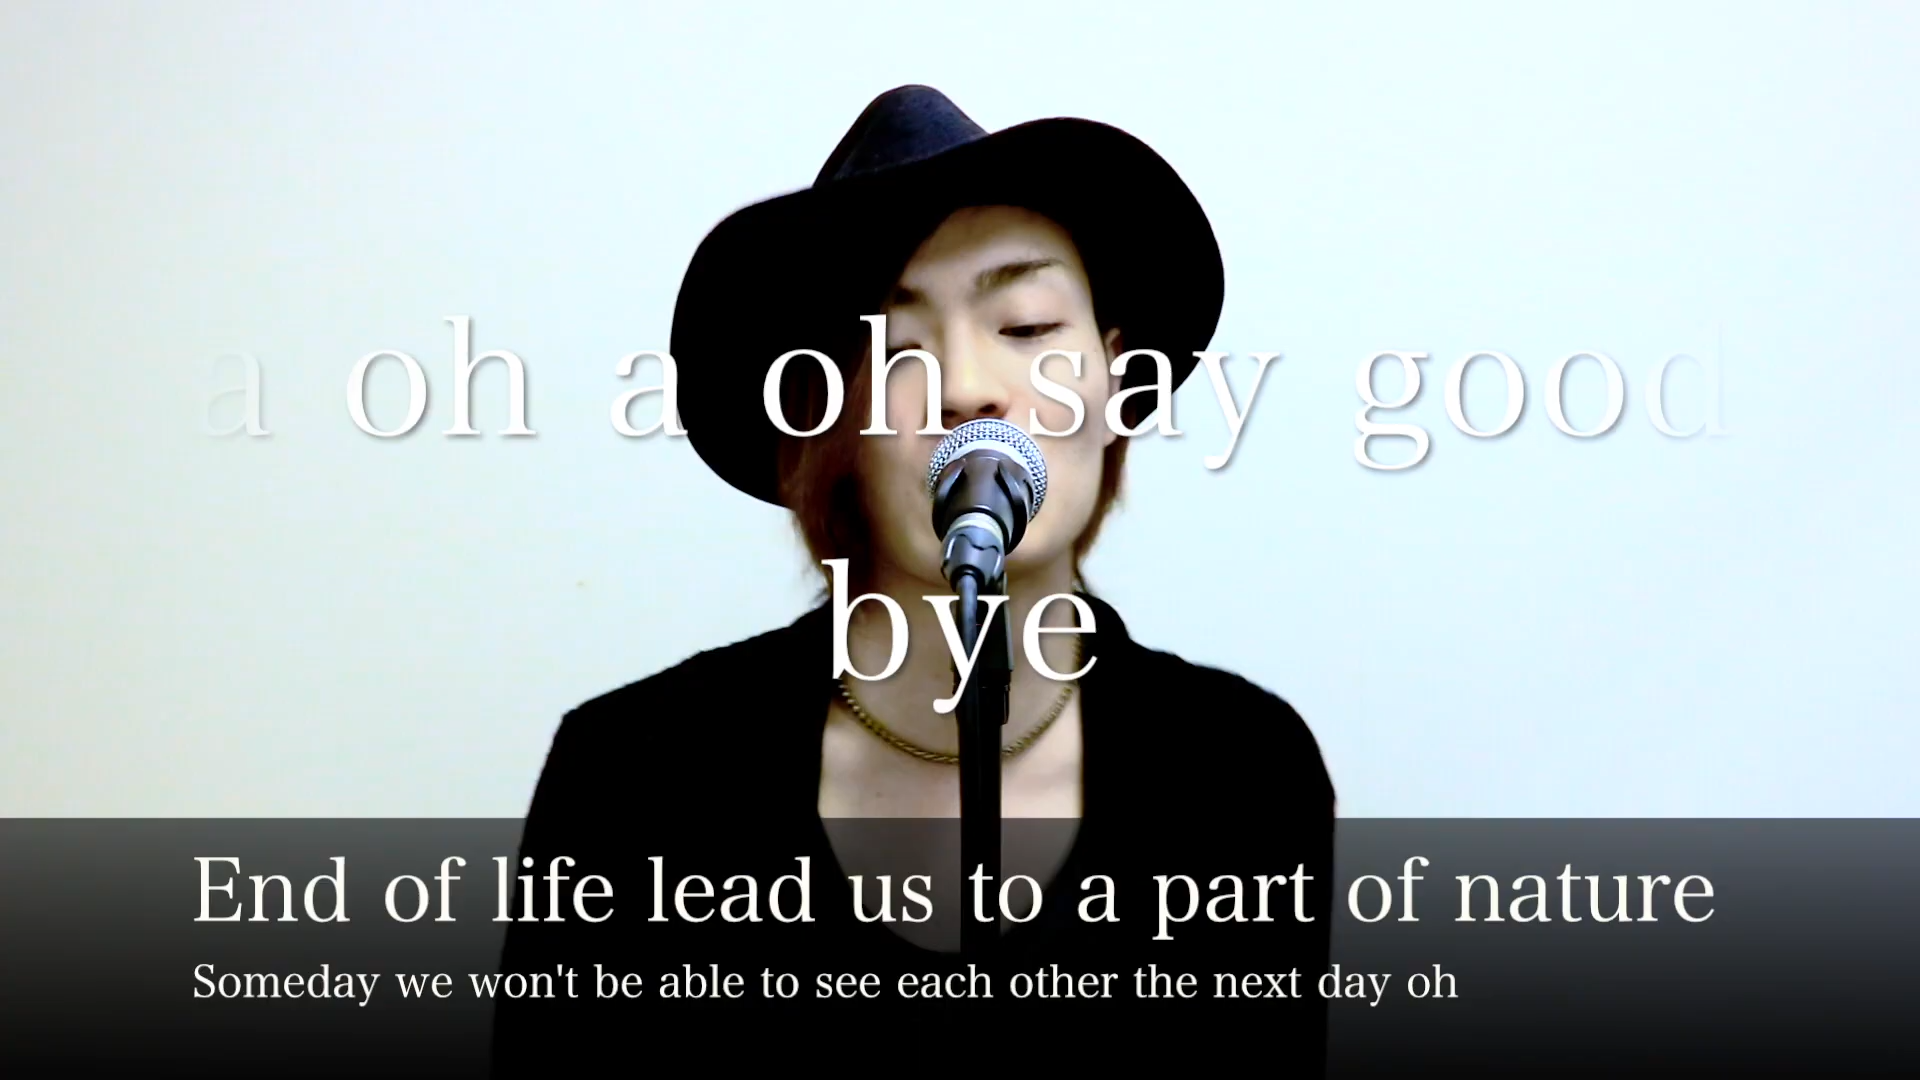 a oh a oh say good
bye
End of life lead us to a part of nature
Someday we won't be able to see each other the next day oh